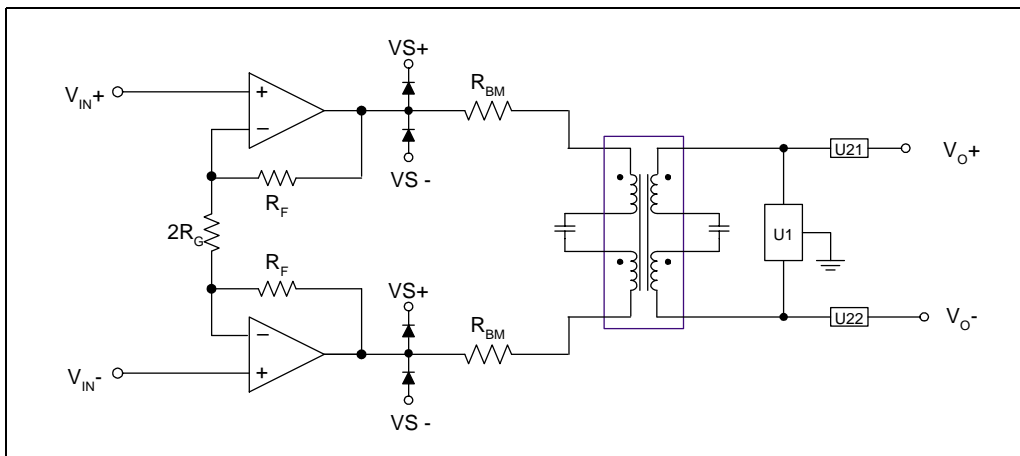 VS+
V_IN+
+
−
R_BM
VS -
R_F
U21
V_O+
2R_G
U1
R_F
VS+
−
R_BM
U22
V_O-
V_IN-
+
VS -